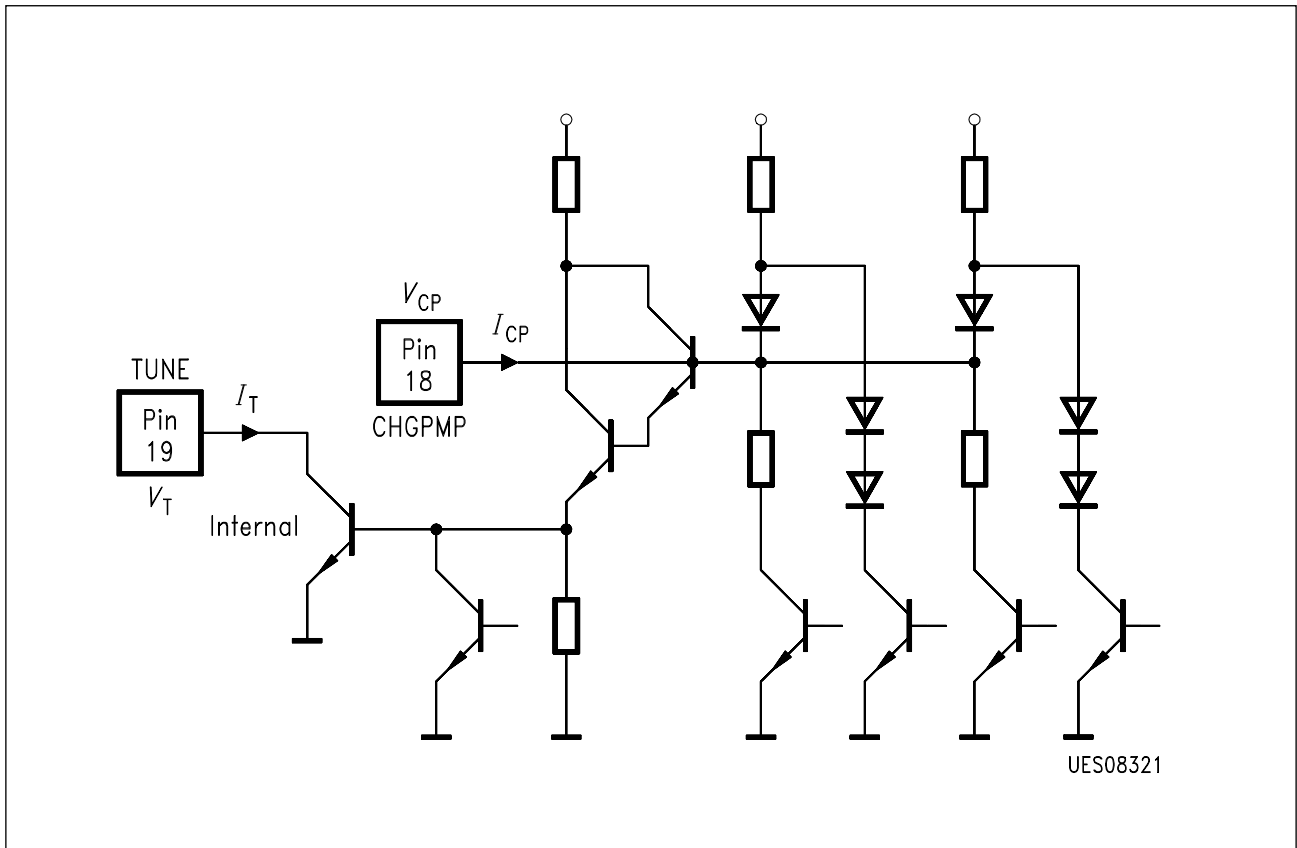 V_CP
I_CP
Pin
18
CHGPMP
TUNE
I_T
Pin
19
V_T
Internal
UES08321